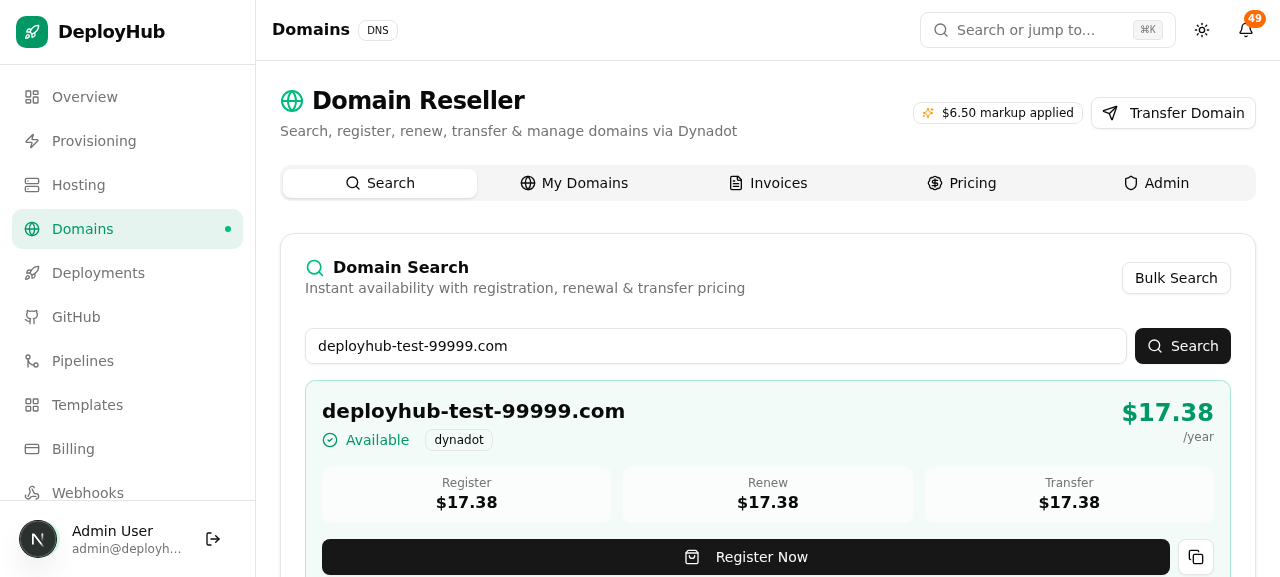 DeployHub
Domains
DNS
Search or jump to...
⌘K
49
Overview
Provisioning
Hosting
Domains
Deployments
GitHub
Pipelines
Templates
Billing
Webhooks
N
Admin User
admin@deployh...
Domain Reseller
Search, register, renew, transfer & manage domains via Dynadot
$6.50 markup applied
Transfer Domain
Search
My Domains
Invoices
Pricing
Admin
Domain Search
Instant availability with registration, renewal & transfer pricing
Bulk Search
deployhub-test-99999.com
Search
deployhub-test-99999.com
$17.38
Available
dynadot
/year
Register
$17.38
Renew
$17.38
Transfer
$17.38
Register Now